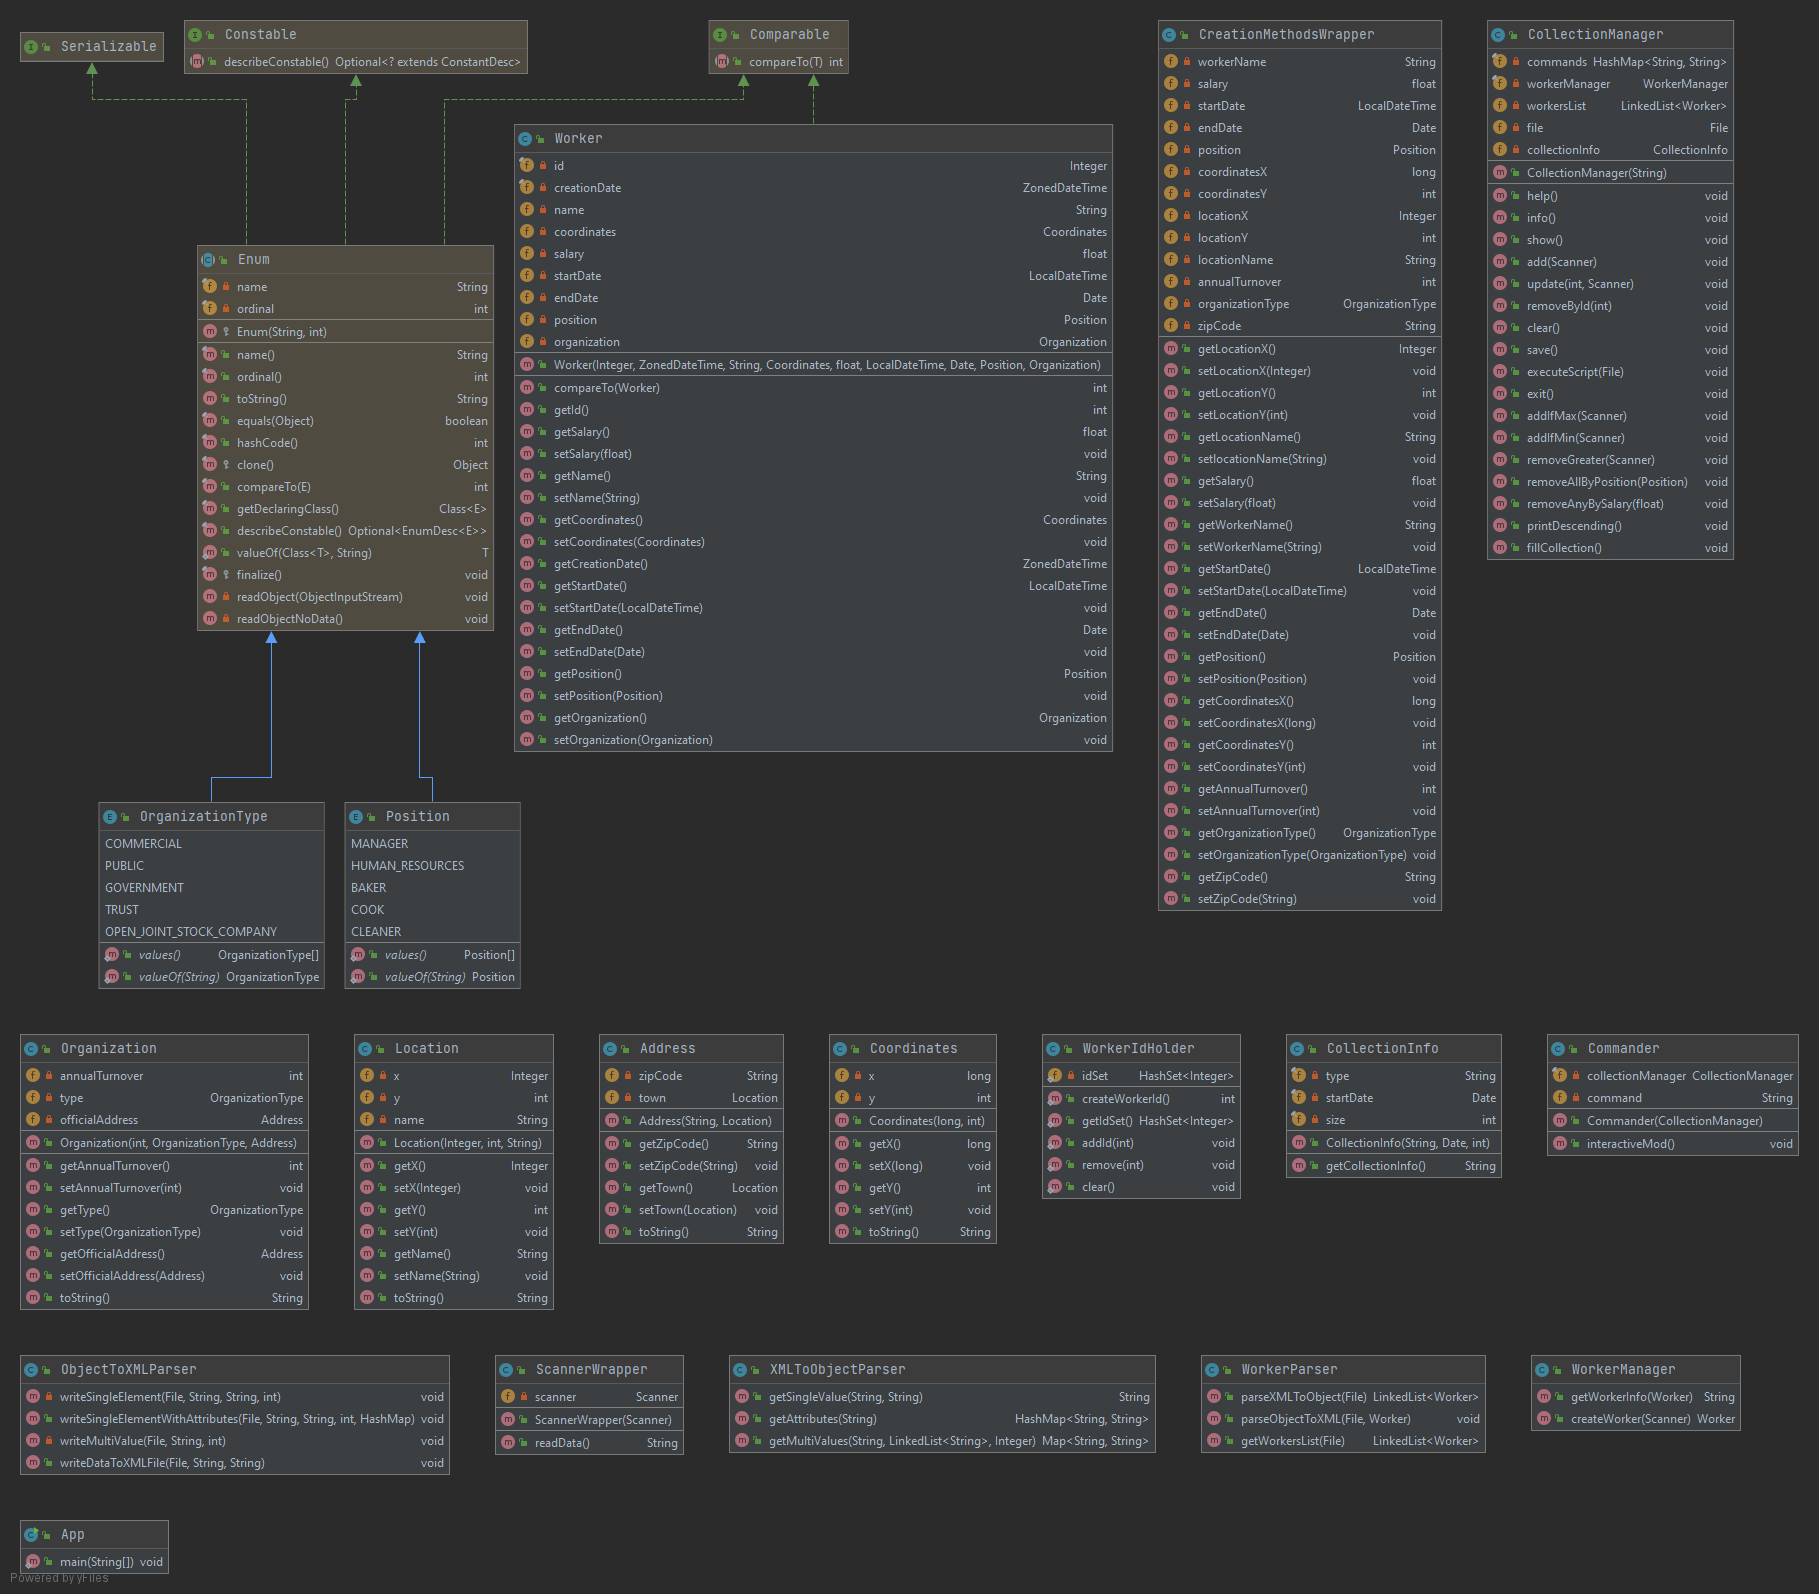 Serializable
Constable
describeConstable() Optional<? extends ConstantDesc>
Comparable
compareTo(T) int
Enum
name String
ordinal int
Enum(String, int)
name() String
ordinal() int
toString() String
equals(Object) boolean
hashCode() int
clone() Object
compareTo(E) int
getDeclaringClass() Class<E>
describeConstable() Optional<EnumDesc<E>>
valueOf(Class<T>, String) T
finalize() void
readObject(ObjectInputStream) void
readObjectNoData() void
Worker
id Integer
creationDate ZonedDateTime
name String
coordinates Coordinates
salary float
startDate LocalDateTime
endDate Date
position Position
organization Organization
Worker(Integer, ZonedDateTime, String, Coordinates, float, LocalDateTime, Date, Position, Organization)
compareTo(Worker) int
getId() int
getSalary() float
setSalary(float) void
getName() String
setName(String) void
getCoordinates() Coordinates
setCoordinates(Coordinates) void
getCreationDate() ZonedDateTime
getStartDate() LocalDateTime
setStartDate(LocalDateTime) void
getEndDate() Date
setEndDate(Date) void
getPosition() Position
setPosition(Position) void
getOrganization() Organization
setOrganization(Organization) void
CreationMethodsWrapper
workerName String
salary float
startDate LocalDateTime
endDate Date
position Position
coordinatesX long
coordinatesY int
locationX Integer
locationY int
locationName String
annualTurnover int
organizationType OrganizationType
zipCode String
getLocationX() Integer
setLocationX(Integer) void
getLocationY() int
setLocationY(int) void
getLocationName() String
setlocationName(String) void
getSalary() float
setSalary(float) void
getWorkerName() String
setWorkerName(String) void
getStartDate() LocalDateTime
setStartDate(LocalDateTime) void
getEndDate() Date
setEndDate(Date) void
getPosition() Position
setPosition(Position) void
getCoordinatesX() long
setCoordinatesX(long) void
getCoordinatesY() int
setCoordinatesY(int) void
getAnnualTurnover() int
setAnnualTurnover(int) void
getOrganizationType() OrganizationType
setOrganizationType(OrganizationType) void
getZipCode() String
setZipCode(String) void
CollectionManager
commands HashMap<String, String>
workerManager WorkerManager
workersList LinkedList<Worker>
file File
collectionInfo CollectionInfo
CollectionManager(String)
help() void
info() void
show() void
add(Scanner) void
update(int, Scanner) void
removeById(int) void
clear() void
save() void
executeScript(File) void
exit() void
addIfMax(Scanner) void
addIfMin(Scanner) void
removeGreater(Scanner) void
removeAllByPosition(Position) void
removeAnyBySalary(float) void
printDescending() void
fillCollection() void
OrganizationType
COMMERCIAL
PUBLIC
GOVERNMENT
TRUST
OPEN_JOINT_STOCK_COMPANY
values() OrganizationType[]
valueOf(String) OrganizationType
Position
MANAGER
HUMAN_RESOURCES
BAKER
COOK
CLEANER
values() Position[]
valueOf(String) Position
Organization
annualTurnover int
type OrganizationType
officialAddress Address
Organization(int, OrganizationType, Address)
getAnnualTurnover() int
setAnnualTurnover(int) void
getType() OrganizationType
setType(OrganizationType) void
getOfficialAddress() Address
setOfficialAddress(Address) void
toString() String
Location
x Integer
y int
name String
Location(Integer, int, String)
getX() Integer
setX(Integer) void
getY() int
setY(int) void
getName() String
setName(String) void
toString() String
Address
zipCode String
town Location
Address(String, Location)
getZipCode() String
setZipCode(String) void
getTown() Location
setTown(Location) void
toString() String
Coordinates
x long
y int
Coordinates(long, int)
getX() long
setX(long) void
getY() int
setY(int) void
toString() String
WorkerIdHolder
idSet HashSet<Integer>
createWorkerId() int
getIdSet() HashSet<Integer>
addId(int) void
remove(int) void
clear() void
CollectionInfo
type String
startDate Date
size int
CollectionInfo(String, Date, int)
getCollectionInfo() String
Commander
collectionManager CollectionManager
command String
Commander(CollectionManager)
interactiveMod() void
ObjectToXMLParser
writeSingleElement(File, String, String, int) void
writeSingleElementWithAttributes(File, String, String, int, HashMap) void
writeMultiValue(File, String, int) void
writeDataToXMLFile(File, String, String) void
ScannerWrapper
scanner Scanner
ScannerWrapper(Scanner)
readData() String
XMLToObjectParser
getSingleValue(String, String) String
getAttributes(String) HashMap<String, String>
getMultiValues(String, LinkedList<String>, Integer) Map<String, String>
WorkerParser
parseXMLToObject(File) LinkedList<Worker>
parseObjectToXML(File, Worker) void
getWorkersList(File) LinkedList<Worker>
WorkerManager
getWorkerInfo(Worker) String
createWorker(Scanner) Worker
App
main(String[]) void
Powered by yFiles